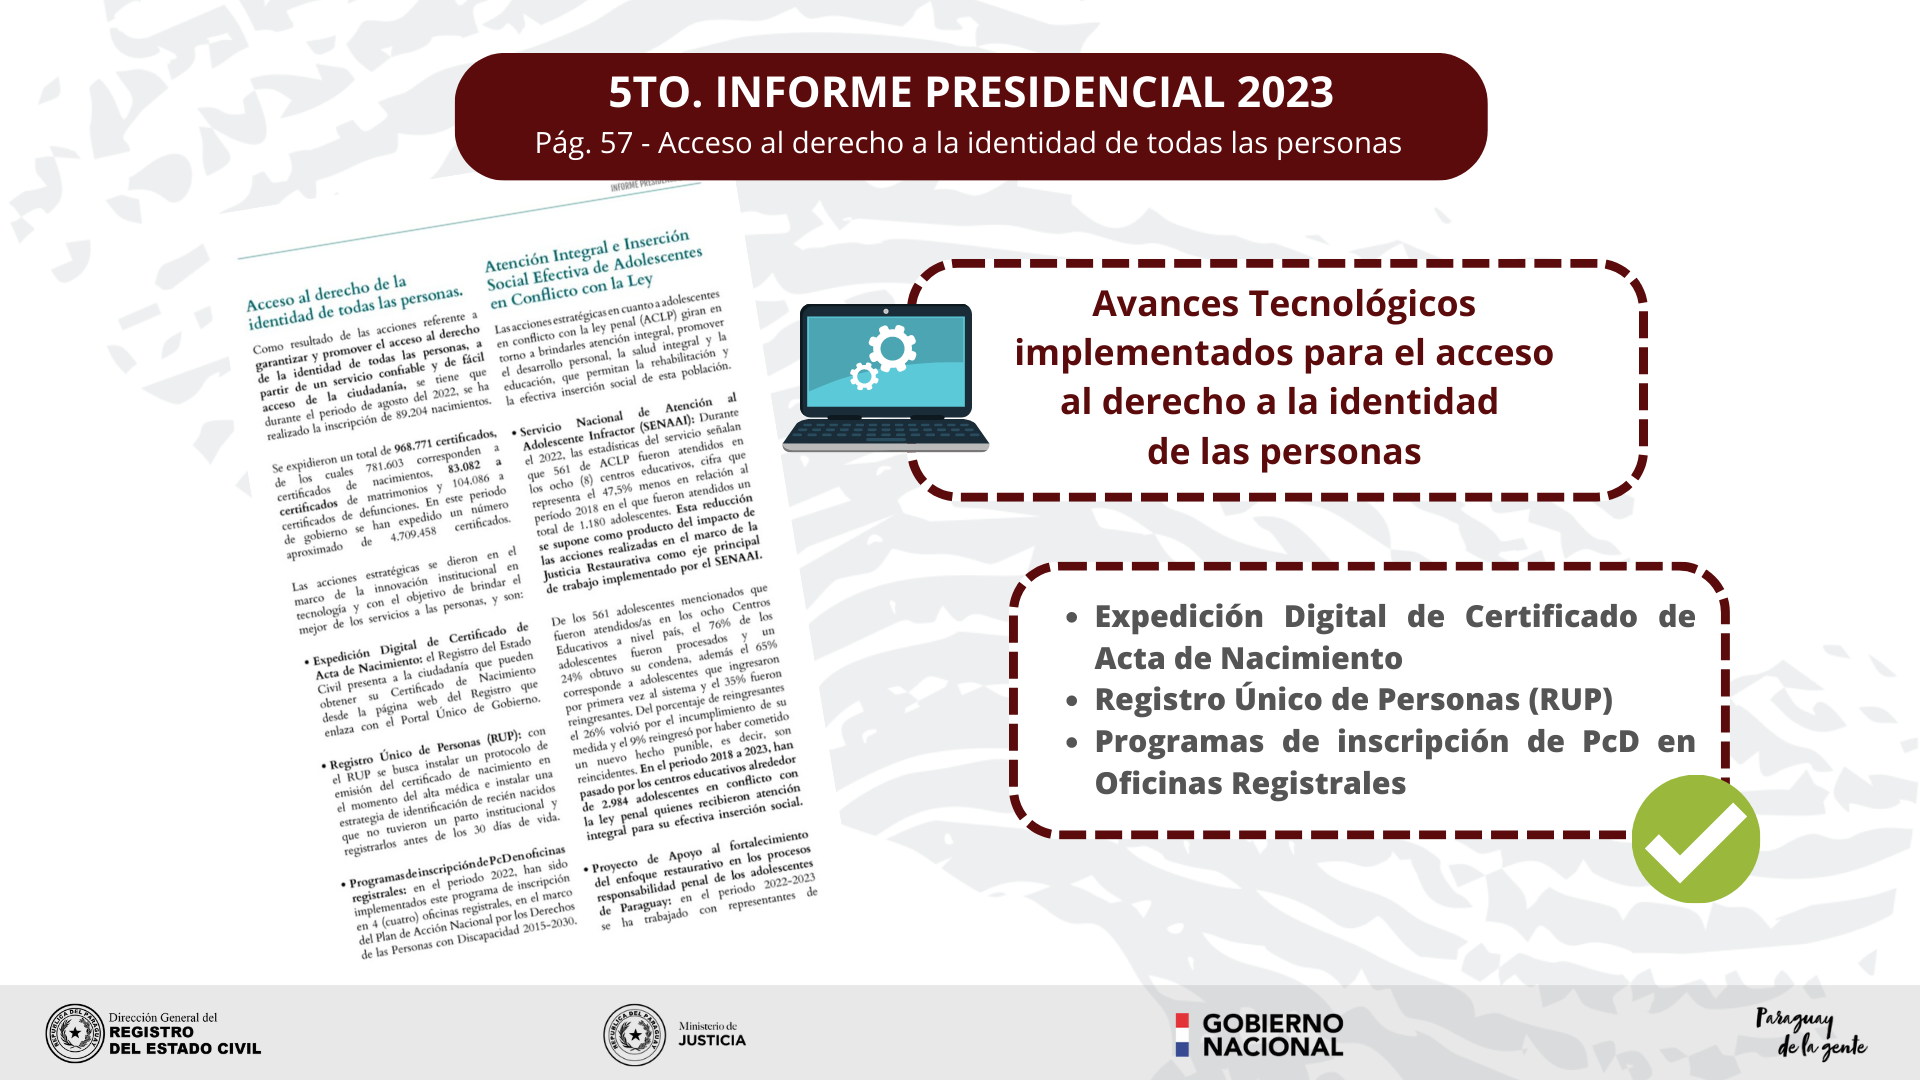 5TO. INFORME PRESIDENCIAL 2023
Pág. 57 - Acceso al derecho a la identidad de todas las personas
INFORME
Acceso al derecho de la
identidad de todas las personas.
Como resultado de las acciones referente a
garantizar y promover el acceso al derecho
de la identidad de todas las personas, a
partir de un servicio confiable y de fácil
acceso de la ciudadanía, se tiene que
durante el periodo de agosto del 2022, se ha
realizado la inscripción de 89.204 nacimientos.
Se expidieron un total de 968.771 certificados,
de los cuales 781.603 corresponden a
certificados de nacimientos, 83.082 a
certificados de matrimonios y 104.086 a
certificados de defunciones. En este periodo
de gobierno se han expedido un número
aproximado de 4.709.458 certificados.
Las acciones estratégicas se dieron en el
marco de la innovación institucional en
tecnología y con el objetivo de brindar el
mejor de los servicios a las personas, y son:
• Expedición Digital de Certificado de
Acta de Nacimiento: el Registro del Estado
Civil presenta a la ciudadanía que pueden
obtener su Certificado de Nacimiento
desde la página web del Registro que
enlaza con el Portal Único de Gobierno.
• Registro Único de Personas (RUP): con
el RUP se busca instalar un protocolo de
emisión del certificado de nacimiento en
el momento del alta médica e instalar una
estrategia de identificación de recién nacidos
que no tuvieron un parto institucional y
registrarlos antes de los 30 días de vida.
• Programas de inscripción de PcD en oficinas
registrales: en el periodo 2022, han sido
implementados este programa de inscripción
en 4 (cuatro) oficinas registrales, en el marco
del Plan de Acción Nacional por los Derechos
de las Personas con Discapacidad 2015-2030.
Atención Integral e Inserción
Social Efectiva de Adolescentes
en Conflicto con la Ley
Las acciones estratégicas en cuanto a adolescentes
en conflicto con la ley penal (ACLP) giran en
torno a brindarles atención integral, promover
el desarrollo personal, la salud integral y la
educación, que permitan la rehabilitación y
la efectiva inserción social de esta población.
• Servicio Nacional de Atención al
Adolescente Infractor (SENAAI): Durante
el 2022, las estadísticas del servicio señalan
que 561 de ACLP fueron atendidos en
los ocho (8) centros educativos, cifra que
representa el 47,5% menos en relación al
periodo 2018 en el que fueron atendidos un
total de 1.180 adolescentes. Esta reducción
se supone como producto del impacto de
las acciones realizadas en el marco de la
Justicia Restaurativa como eje principal
de trabajo implementado por el SENAAI.
De los 561 adolescentes mencionados que
fueron atendidos/as en los ocho Centros
Educativos a nivel país, el 76% de los
adolescentes fueron procesados y un
24% obtuvo su condena, además el 65%
corresponde a adolescentes que ingresaron
por primera vez al sistema y el 35% fueron
reingresantes. Del porcentaje de reingresantes
el 26% volvió por el incumplimiento de su
medida y el 9% reingresó por haber cometido
un nuevo hecho punible, es decir, son
reincidentes. En el periodo 2018 a 2023, han
pasado por los centros educativos alrededor
de 2.984 adolescentes en conflicto con
la ley penal quienes recibieron atención
integral para su efectiva inserción social.
• Proyecto de Apoyo al fortalecimiento
del enfoque restaurativo en los procesos
responsabilidad penal de los adolescentes
de Paraguay: en el periodo 2022-2023
se ha trabajado con representantes de
Avances Tecnológicos
implementados para el acceso
al derecho a la identidad
de las personas
• Expedición Digital de Certificado de
Acta de Nacimiento
• Registro Único de Personas (RUP)
• Programas de inscripción de PcD en
Oficinas Registrales
REPUBLICA DEL PARAGUAY
Dirección General del
REGISTRO
DEL ESTADO CIVIL
REPUBLICA DEL PARAGUAY
Ministerio de
JUSTICIA
GOBIERNO
NACIONAL
Paraguay
de la gente